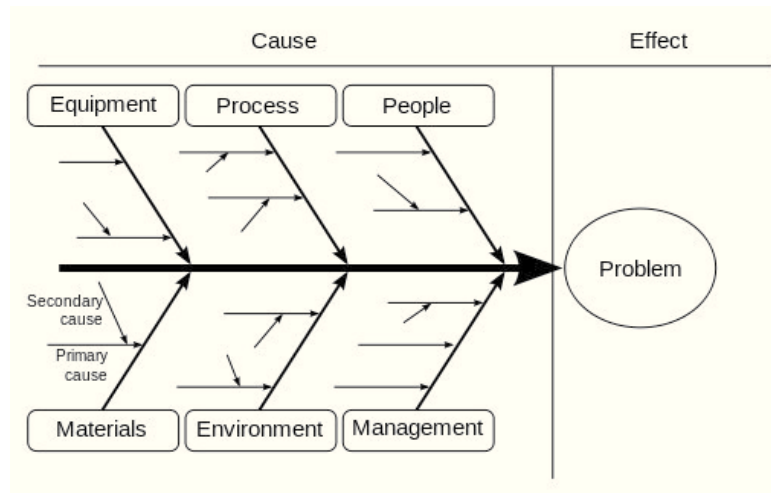 Cause
Effect
Equipment
Process
People
Problem
Secondary
cause
Primary
cause
Materials
Environment
Management